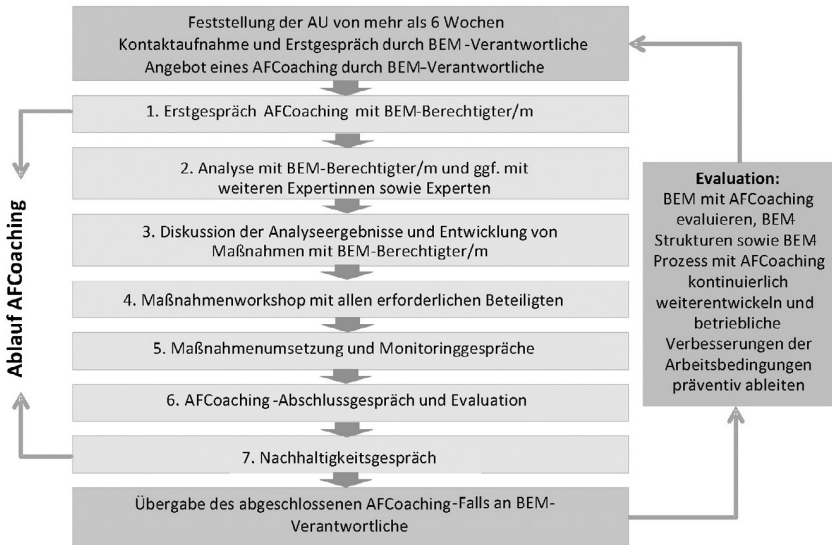 Feststellung der AU von mehr als 6 Wochen
Kontaktaufnahme und Erstgespräch durch BEM-Verantwortliche
Angebot eines AFCoaching durch BEM-Verantwortliche
1. Erstgespräch AFCoaching mit BEM-Berechtigter/m
2. Analyse mit BEM-Berechtigter/m und ggf. mit
weiteren Expertinnen sowie Experten
3. Diskussion der Analyseergebnisse und Entwicklung von
Maßnahmen mit BEM-Berechtigter/m
4. Maßnahmenworkshop mit allen erforderlichen Beteiligten
5. Maßnahmenumsetzung und Monitoringgespräche
6. AFCoaching-Abschlussgespräch und Evaluation
7. Nachhaltigkeitsgespräch
Übergabe des abgeschlossenen AFCoaching-Falls an BEM-
Verantwortliche
Ablauf AFCoaching
Evaluation:
BEM mit AFCoaching
evaluieren, BEM
Strukturen sowie BEM
Prozess mit AFCoaching
kontinuierlich
weiterentwickeln und
betriebliche
Verbesserungen der
Arbeitsbedingungen
präventiv ableiten